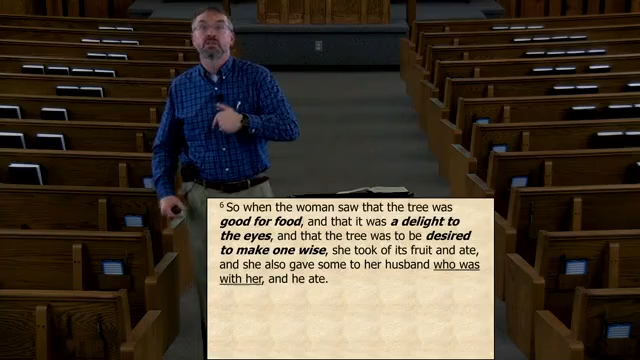 6 So when the woman saw that the tree was
good for food, and that it was a delight to
the eyes, and that the tree was to be desired
to make one wise, she took of its fruit and ate,
and she also gave some to her husband who was
with her, and he ate.